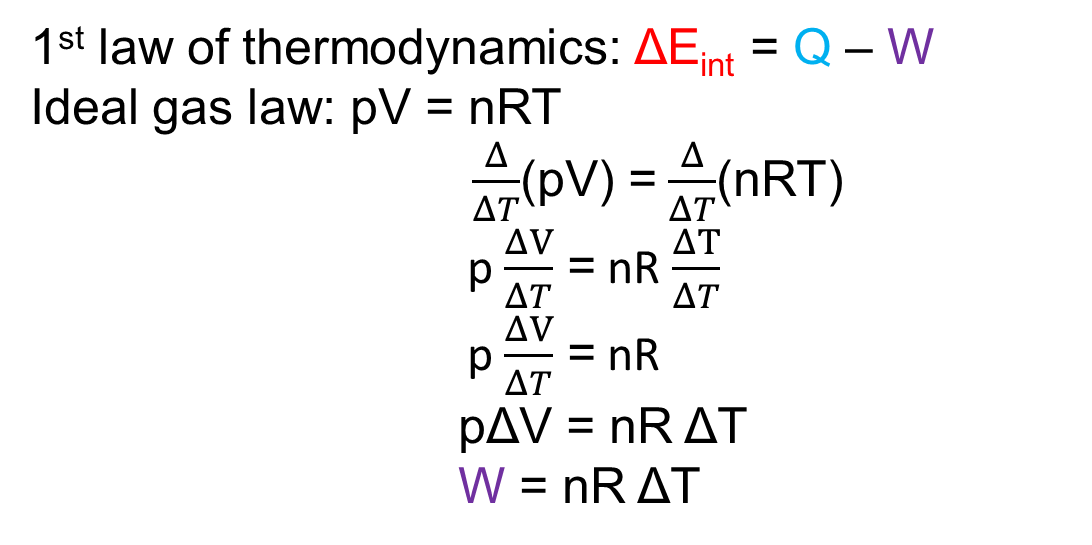 1st law of thermodynamics: ΔEint = Q – W
Ideal gas law: pV = nRT
Δ/ΔT(pV) = Δ/ΔT(nRT)
p ΔV/ΔT = nR ΔT/ΔT
p ΔV/ΔT = nR
pΔV = nR ΔT
W = nR ΔT